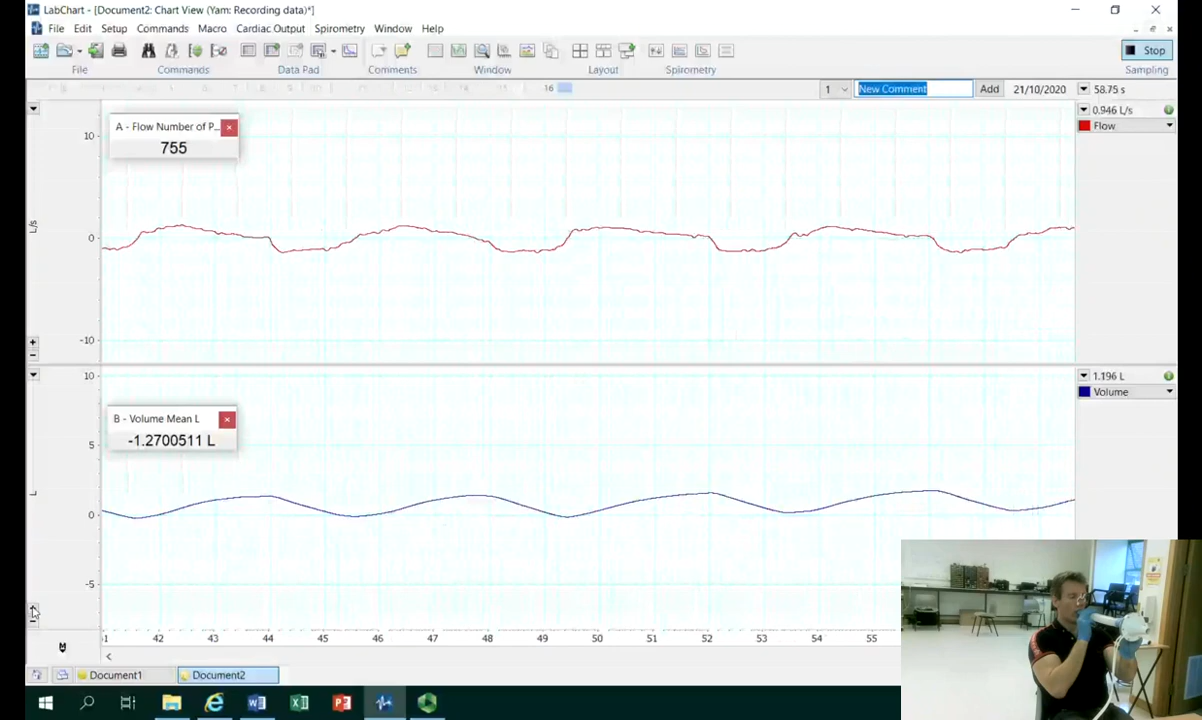 LabChart - [Document2: Chart View (Yam: Recording data)*]
File Edit Setup Commands Macro Cardiac Output Spirometry Window Help
Stop
File Commands Data Pad Comments Window Layout Spirometry Sampling
16 1 New Comment Add 21/10/2020 58.75 s
0.946 L/s
Flow
A - Flow Number of P...
755
10
L/s
0
-10
10
1.196 L
Volume
B - Volume Mean L
-1.2700511 L
5
L
0
-5
42 43 44 45 46 47 48 49 50 51 52 53 54 55
Document1 Document2